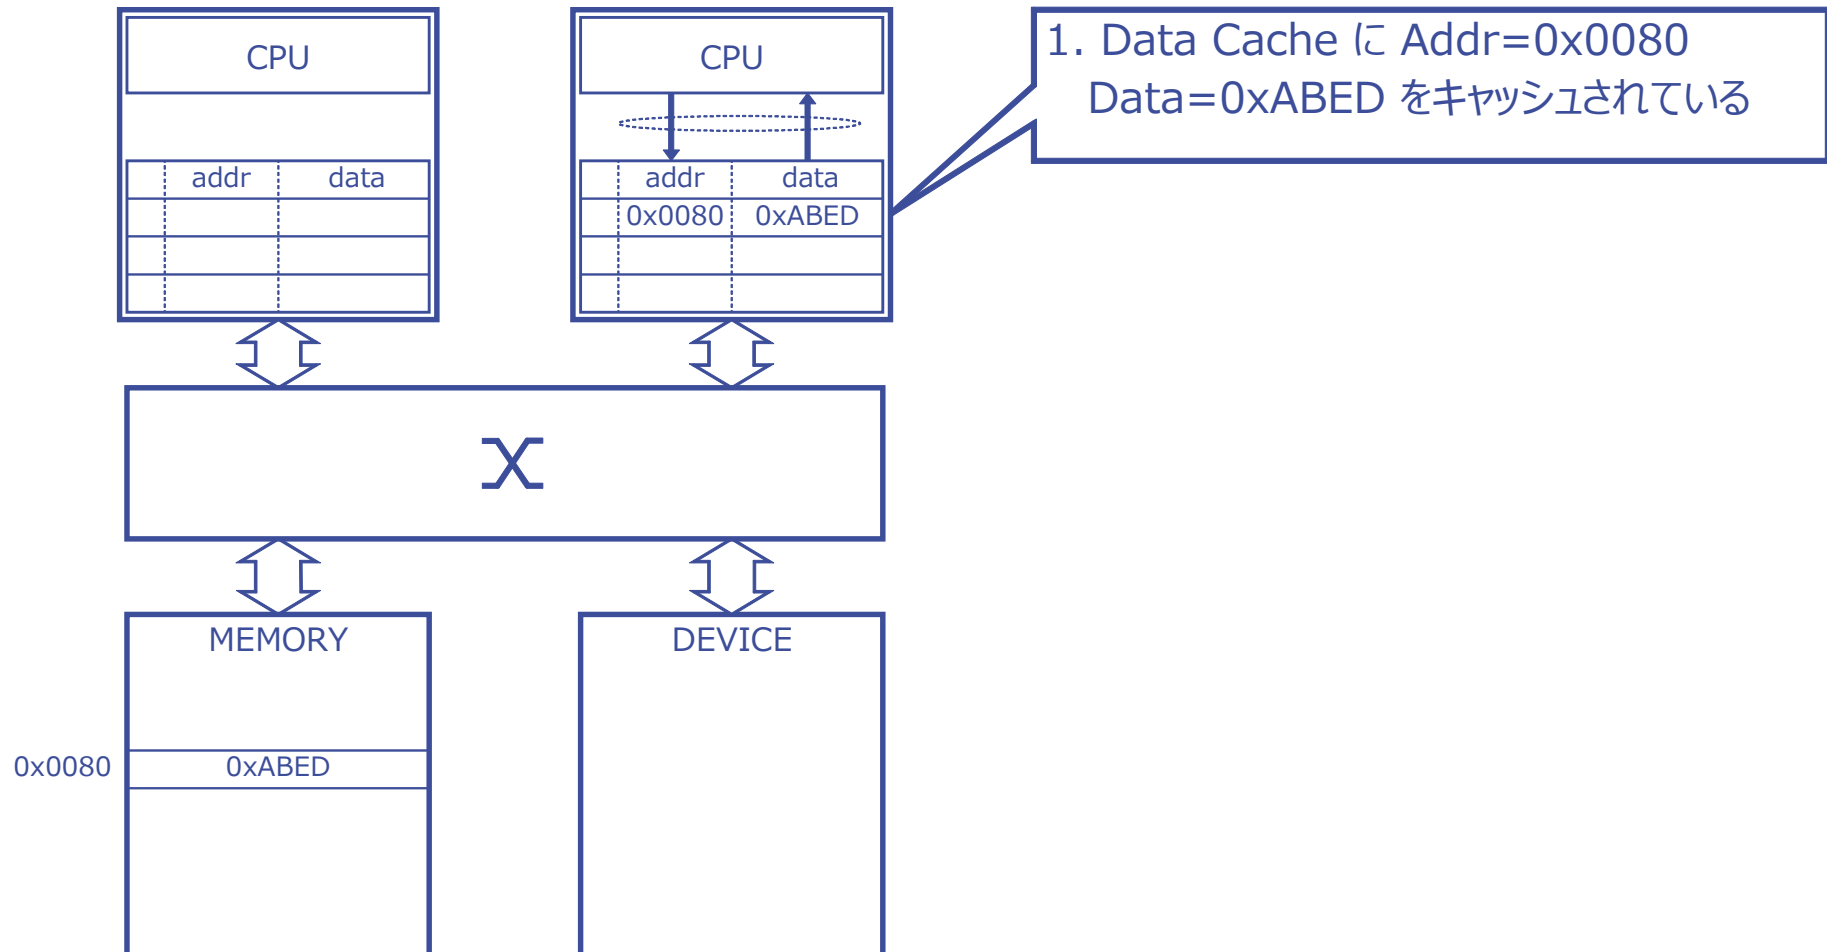 CPU
CPU
1. Data Cache に Addr=0x0080
Data=0xABED をキャッシュされている
addr data
addr data
0x0080 0xABED
MEMORY
DEVICE
0x0080 0xABED